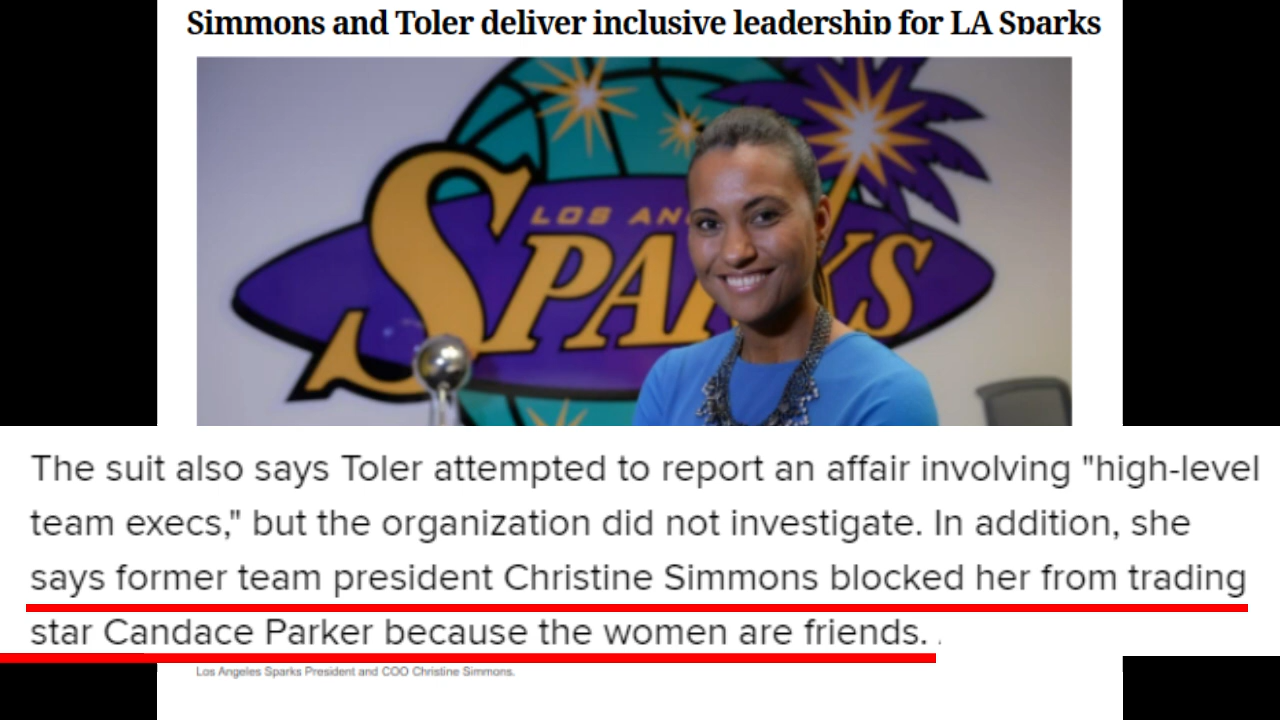 Simmons and Toler deliver inclusive leadership for LA Sparks
LOS AN
SPARKS
The suit also says Toler attempted to report an affair involving "high-level
team execs," but the organization did not investigate. In addition, she
says former team president Christine Simmons blocked her from trading
star Candace Parker because the women are friends.
Los Angeles Sparks President and COO Christine Simmons.